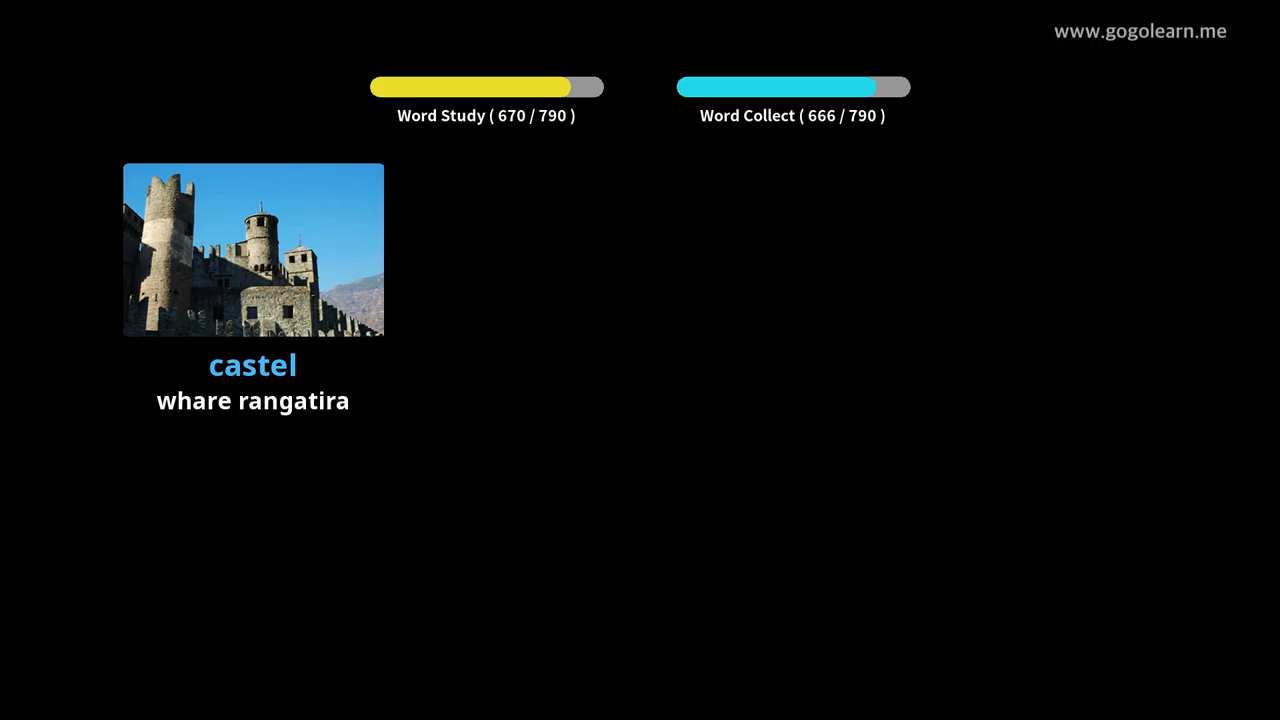 www.gogolearn.me
Word Study ( 670 / 790 )
Word Collect ( 666 / 790 )
castel
whare rangatira